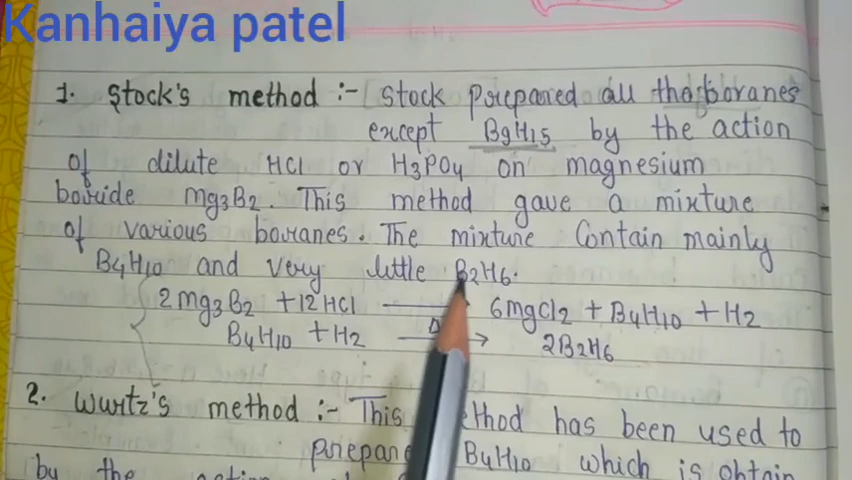 Kanhaiya patel
1. Stock's method :- [ Stock prepared all the boranes
except B9H15 by the action
of dilute HCl or H3PO4 on magnesium
boride Mg3B2. This method gave a mixture
of various boranes. The mixture Contain mainly
B4H10 and very little B2H6.
2Mg3B2 + 12HCl → 6MgCl2 + B4H10 + H2
B4H10 + H2 Δ→ 2B2H6
2. Wurtz's method :- This ethod has been used to
prepare B4H10 which is obtain
by the